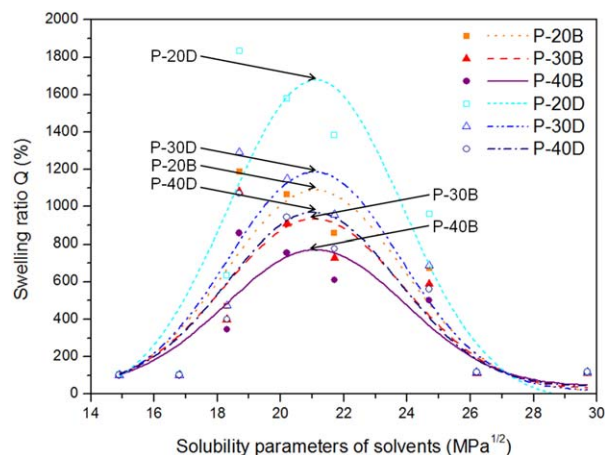 2000
1800
1600
1400
1200
1000
800
600
400
200
0
Swelling ratio Q (%)
P-20D
P-30D
P-20B
P-40D
P-30B
P-40B
P-20B
P-30B
P-40B
P-20D
P-30D
P-40D
14 16 18 20 22 24 26 28 30
Solubility parameters of solvents (MPa^1/2)